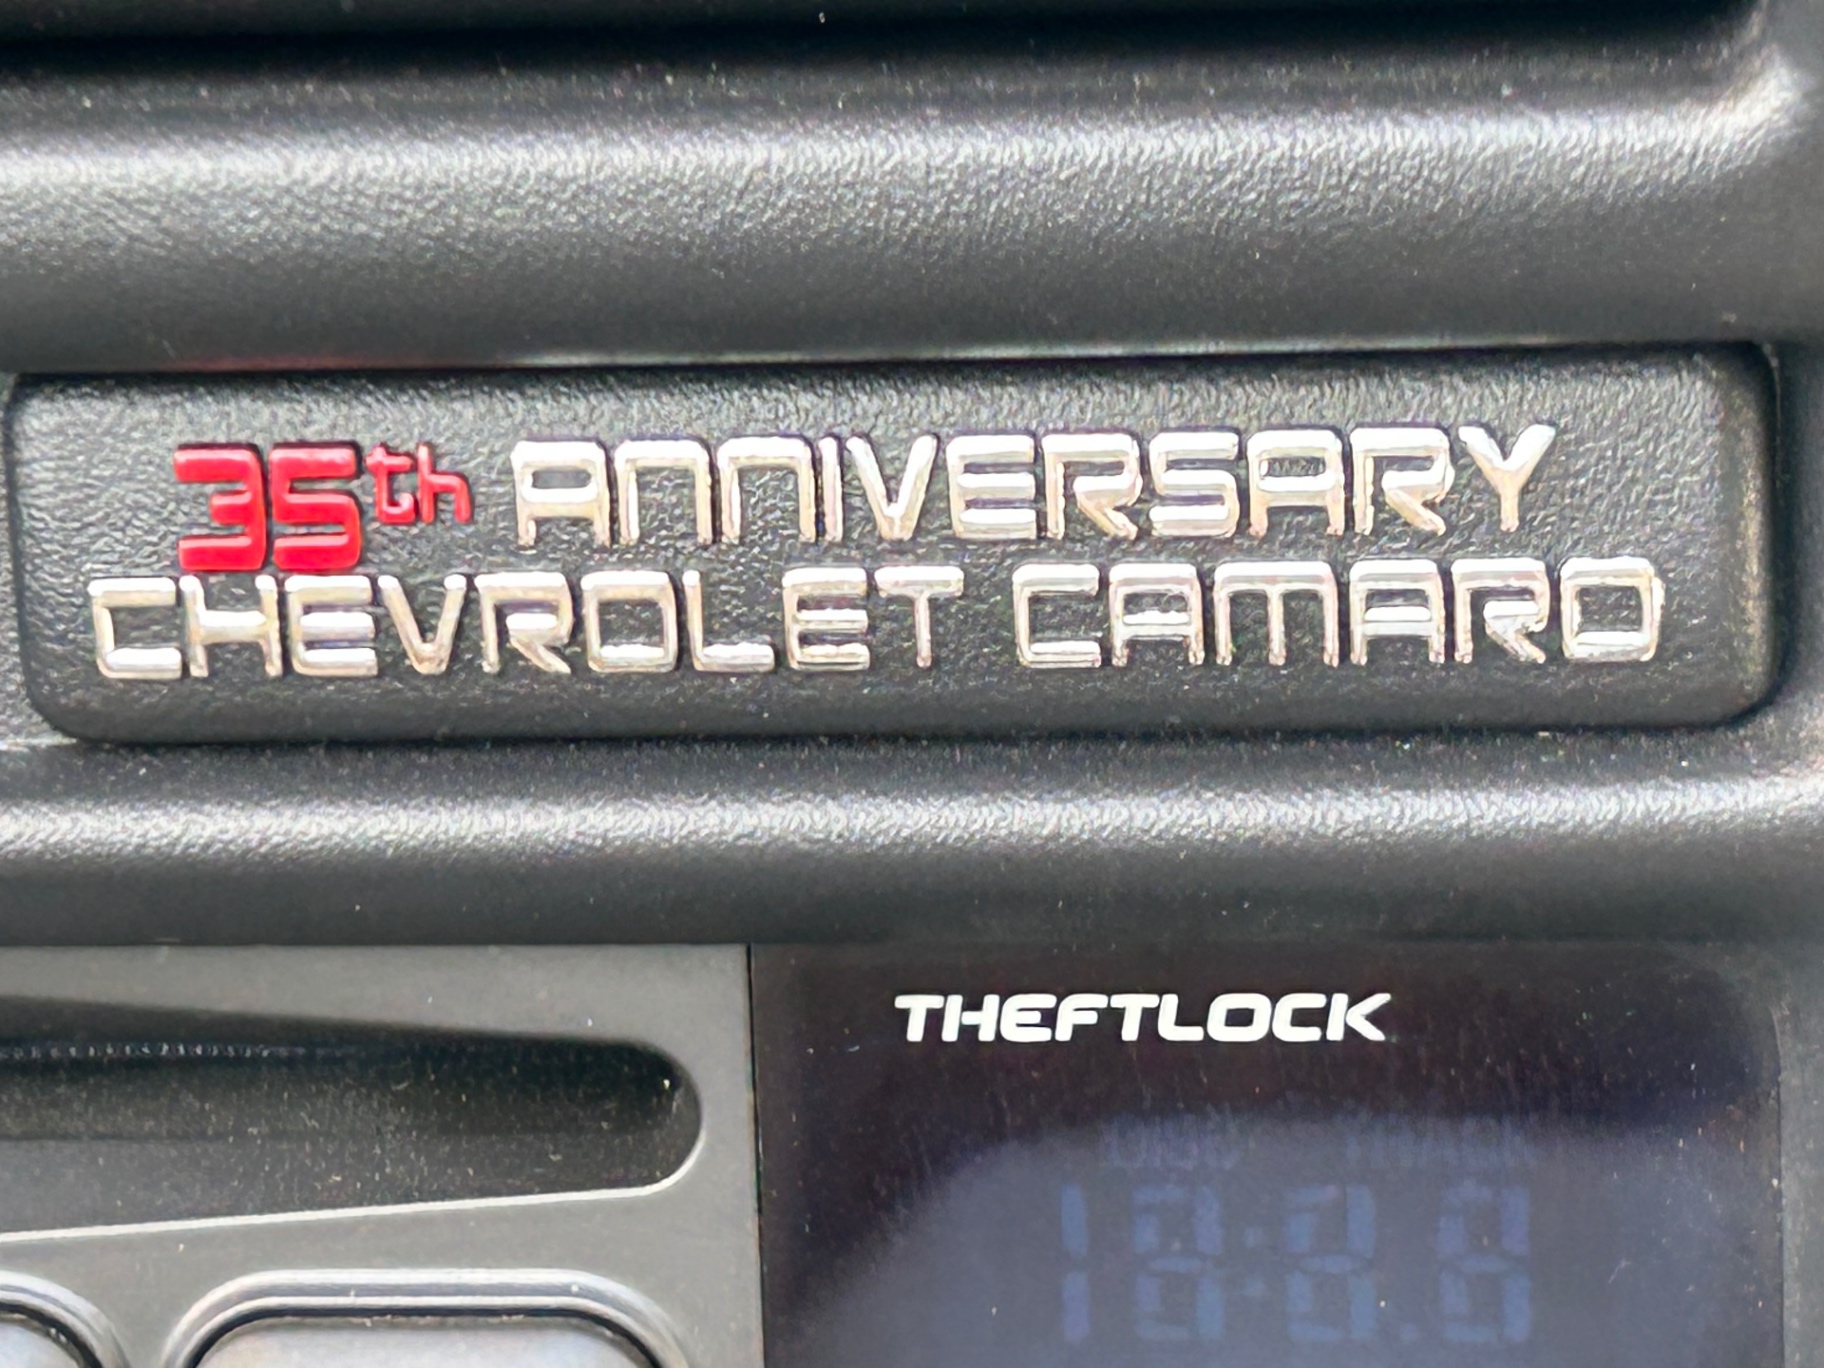 35th ANNIVERSARY
CHEVROLET CAMARO
THEFTLOCK